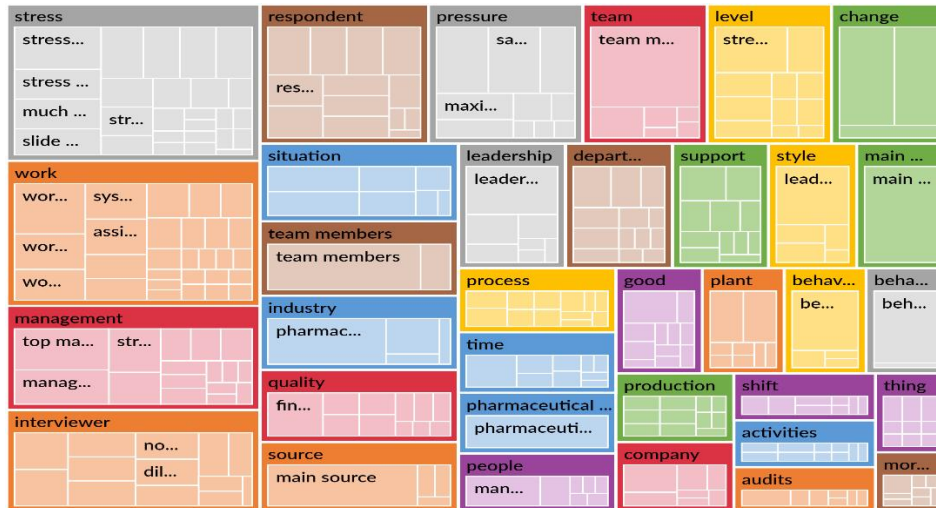 stress
stress...
stress ...
much ...
slide ...
str...
work
wor...
sys...
wor...
assi...
wo...
management
top ma...
str...
manag...
interviewer
no...
dil...
respondent
res...
situation
team members
team members
industry
pharmac...
quality
fin...
source
main source
pressure
sa...
maxi...
team
team m...
level
stre...
change
leadership
leader...
depart...
support
style
lead...
main ...
main ...
process
time
pharmaceutical ...
pharmaceuti...
people
man...
good
plant
behav...
be...
beha...
beh...
production
company
shift
activities
audits
thing
mor...